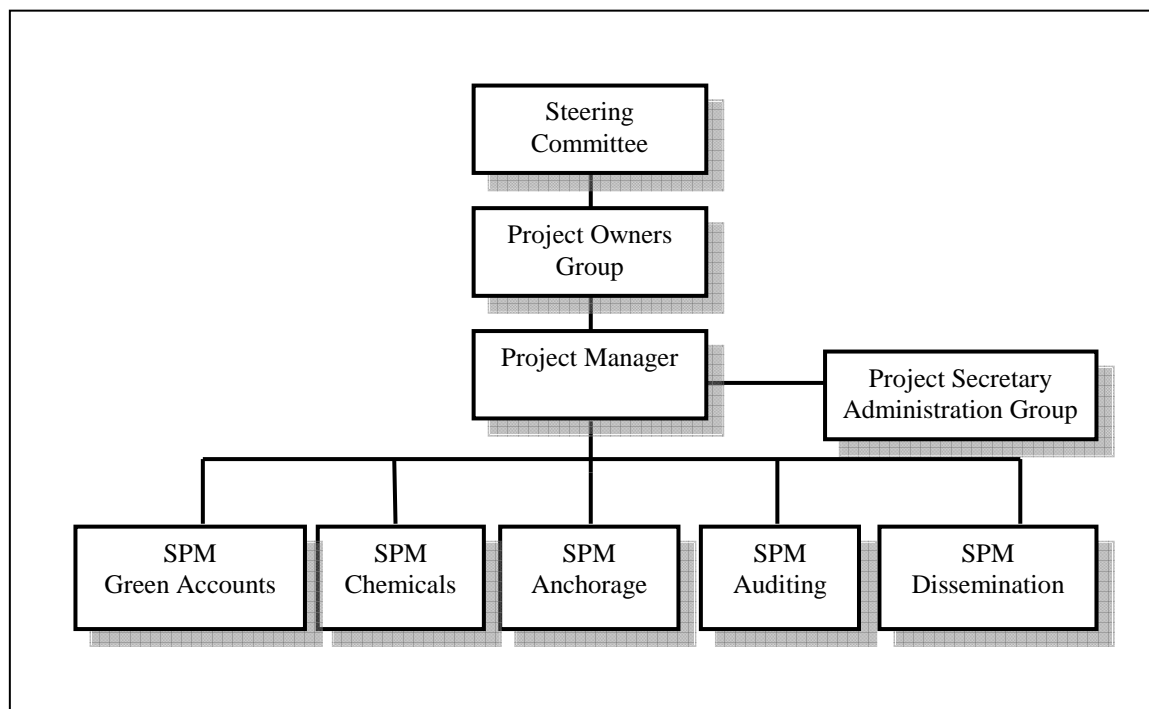 Steering
Committee
Project Owners
Group
Project Manager
Project Secretary
Administration Group
SPM
Green Accounts
SPM
Chemicals
SPM
Anchorage
SPM
Auditing
SPM
Dissemination